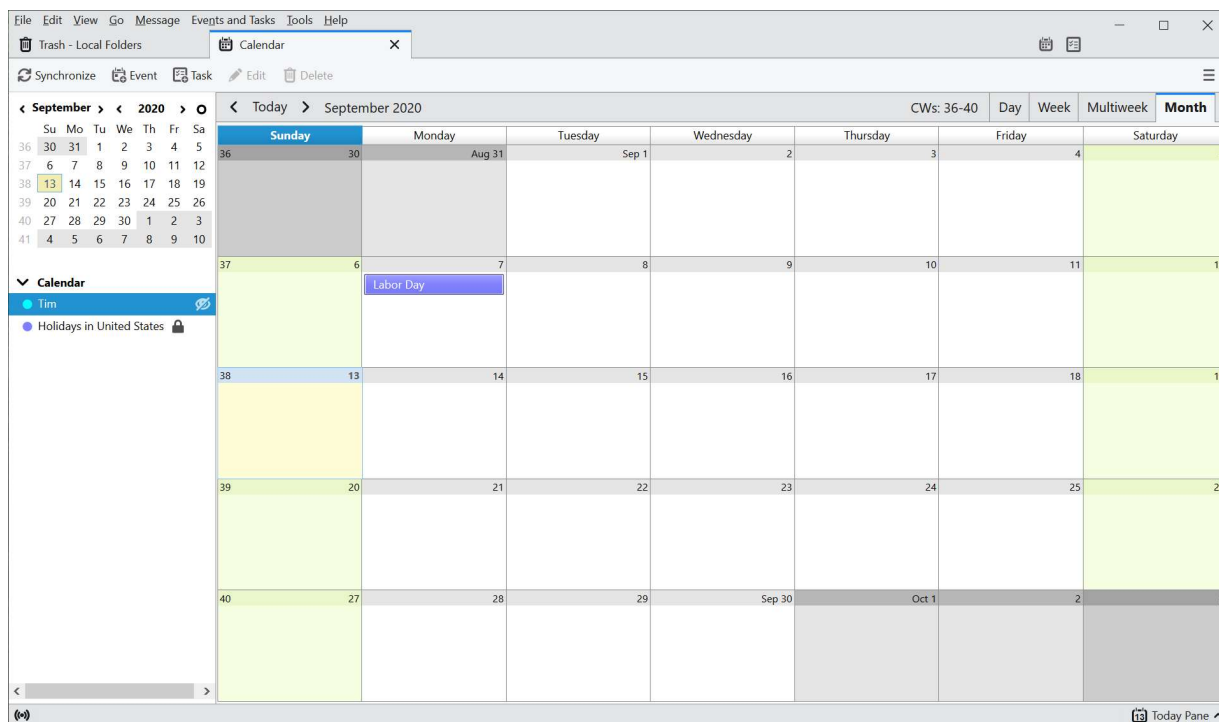 File Edit View Go Message Events and Tasks Tools Help
Trash - Local Folders Calendar
Synchronize Event Task Edit Delete
September 2020
Today September 2020 CWs: 36-40 Day Week Multiweek Month
Su Mo Tu We Th Fr Sa
36 30 31 1 2 3 4 5
37 6 7 8 9 10 11 12
38 13 14 15 16 17 18 19
39 20 21 22 23 24 25 26
40 27 28 29 30 1 2 3
41 4 5 6 7 8 9 10
Calendar
Tim
Holidays in United States
Sunday Monday Tuesday Wednesday Thursday Friday Saturday
36 30 Aug 31 Sep 1 2 3 4
37 6 7 8 9 10 11 1
Labor Day
38 13 14 15 16 17 18 1
39 20 21 22 23 24 25 2
40 27 28 29 Sep 30 Oct 1 2
13 Today Pane